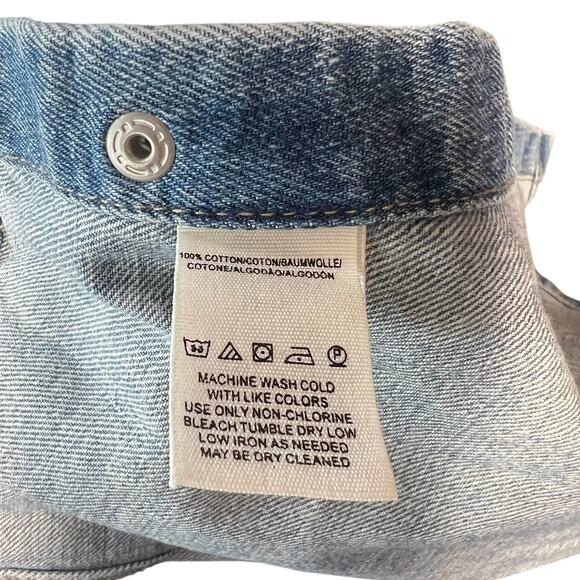 100% COTTON/COTON/BAUMWOLLE/
COTONE/ALGODÃO/ALGODÓN
MACHINE WASH COLD
WITH LIKE COLORS
USE ONLY NON-CHLORINE
BLEACH TUMBLE DRY LOW
LOW IRON AS NEEDED
MAY BE DRY CLEANED